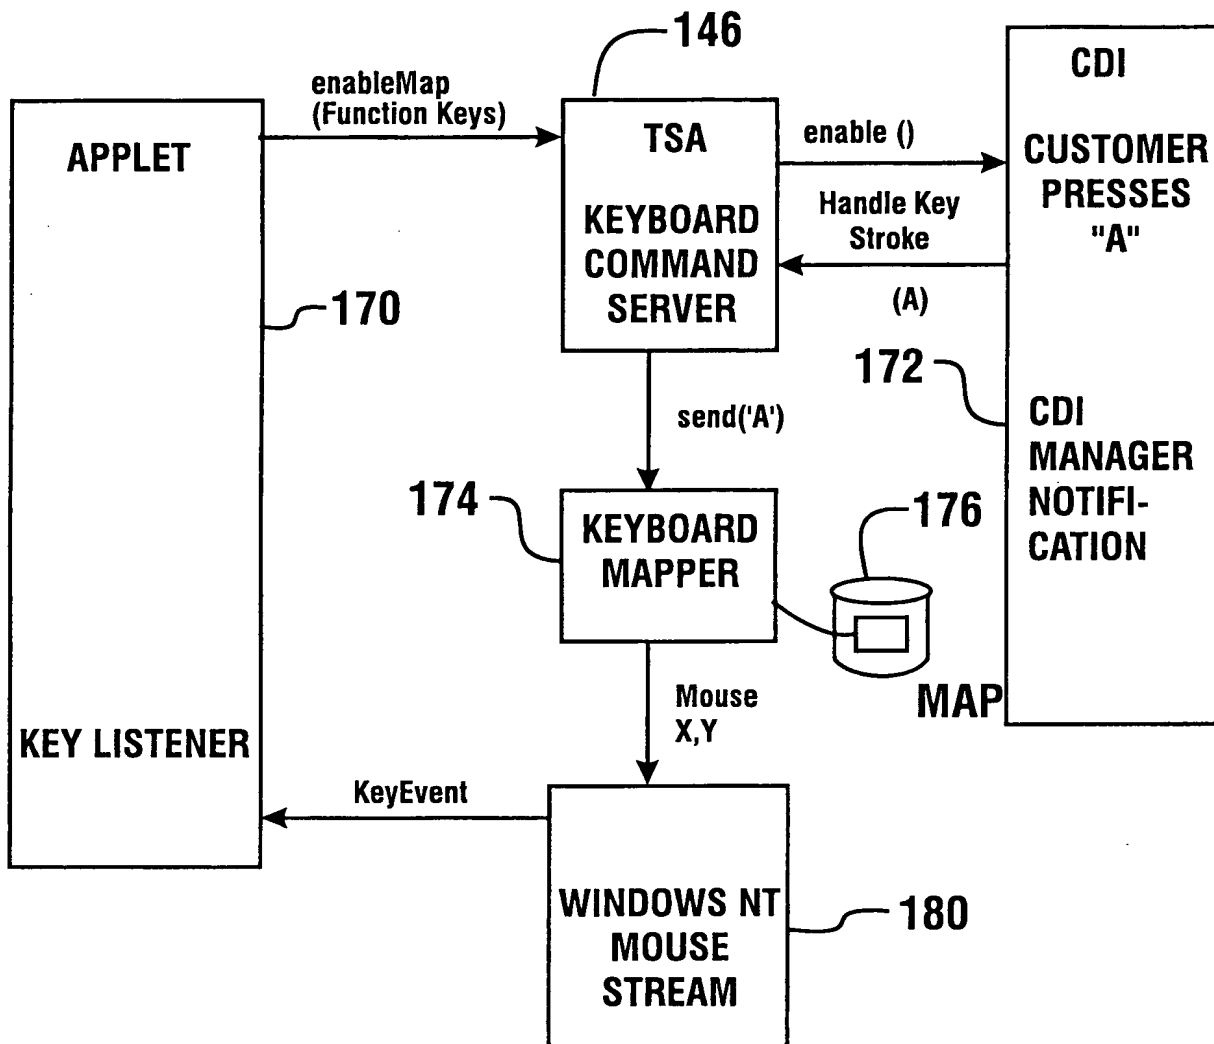 146
enableMap
(Function Keys)
APPLET
170
KEY LISTENER
TSA
KEYBOARD
COMMAND
SERVER
enable ()
Handle Key
Stroke
(A)
CDI
CUSTOMER
PRESSES
"A"
172
CDI
MANAGER
NOTIFI-
CATION
send('A')
174
KEYBOARD
MAPPER
176
MAP
Mouse
X,Y
KeyEvent
WINDOWS NT
MOUSE
STREAM
180